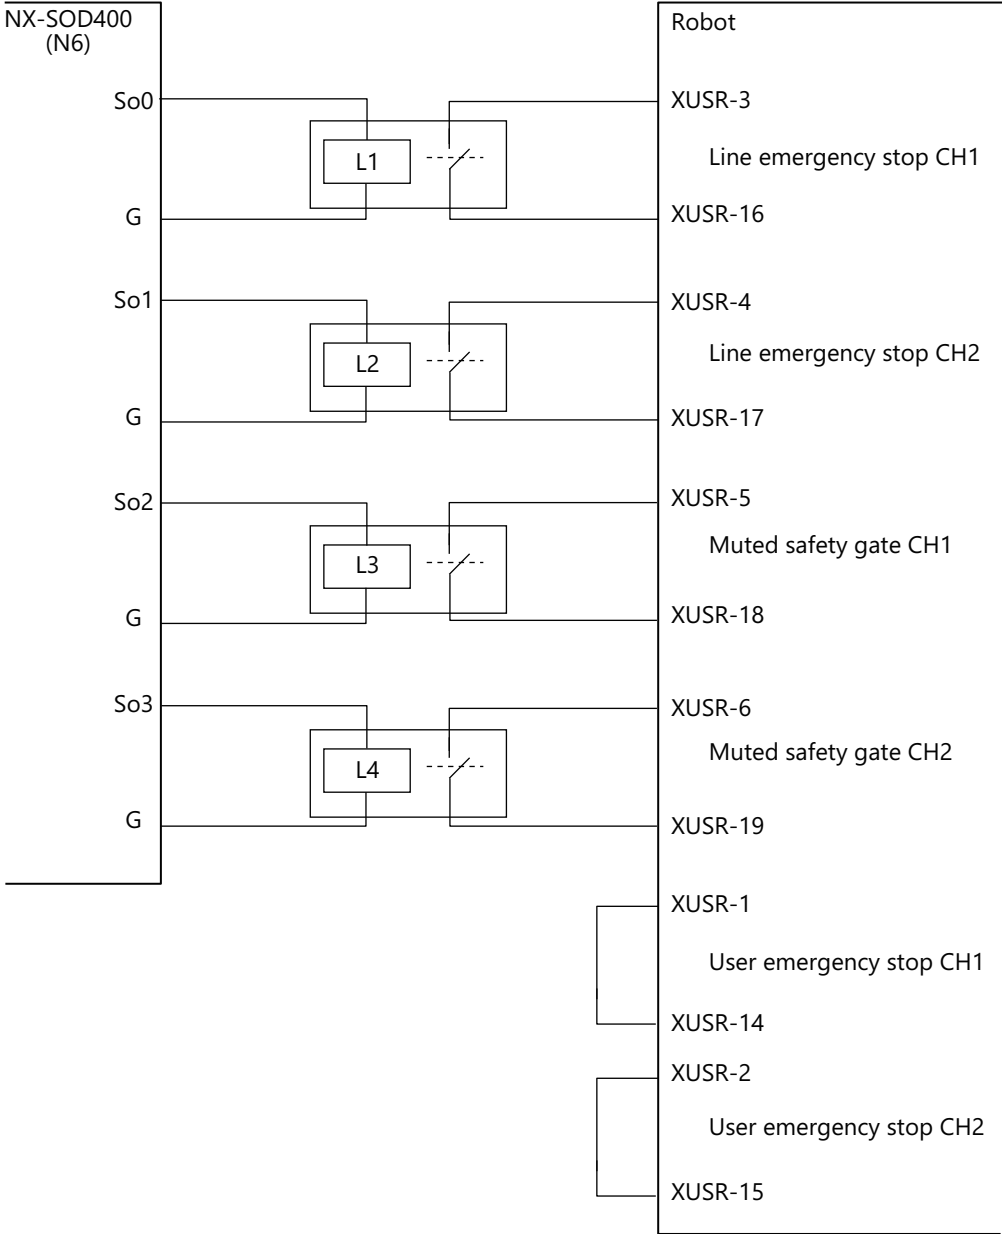 NX-SOD400
(N6)
Robot
So0
XUSR-3
L1
Line emergency stop CH1
G
XUSR-16
So1
XUSR-4
L2
Line emergency stop CH2
G
XUSR-17
So2
XUSR-5
L3
Muted safety gate CH1
G
XUSR-18
So3
XUSR-6
L4
Muted safety gate CH2
G
XUSR-19
XUSR-1
User emergency stop CH1
XUSR-14
XUSR-2
User emergency stop CH2
XUSR-15